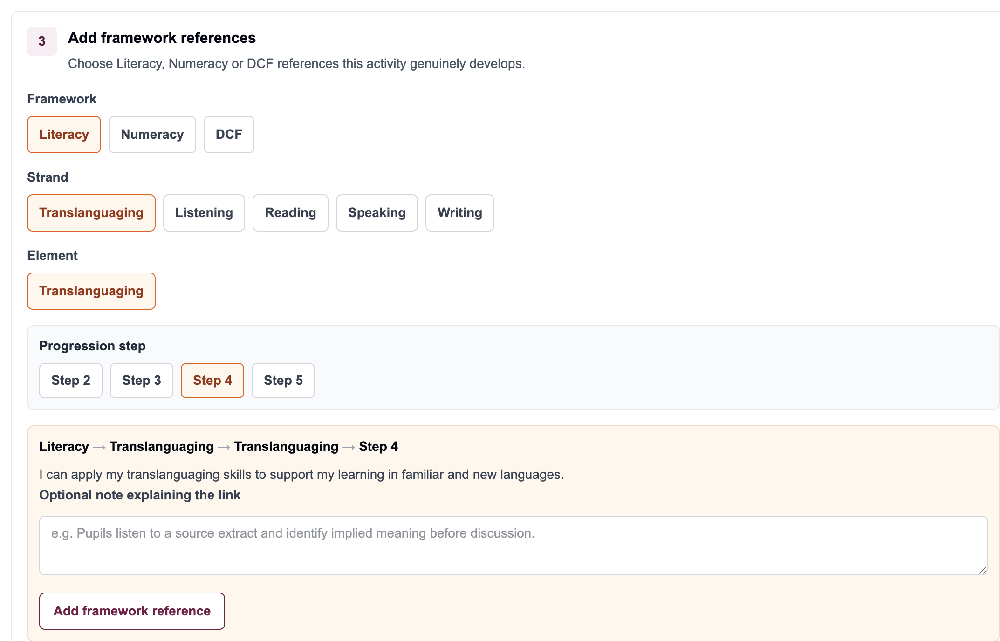 3
Add framework references
Choose Literacy, Numeracy or DCF references this activity genuinely develops.
Framework
Literacy Numeracy DCF
Strand
Translanguaging Listening Reading Speaking Writing
Element
Translanguaging
Progression step
Step 2 Step 3 Step 4 Step 5
Literacy → Translanguaging → Translanguaging → Step 4
I can apply my translanguaging skills to support my learning in familiar and new languages.
Optional note explaining the link
e.g. Pupils listen to a source extract and identify implied meaning before discussion.
Add framework reference